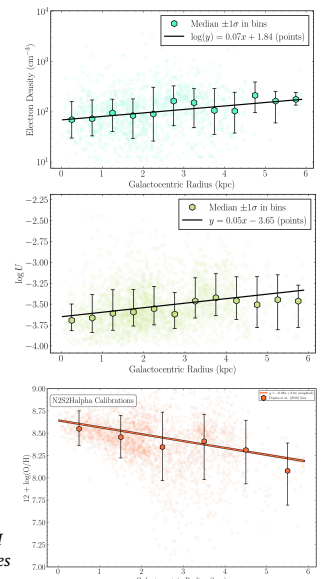 10⁴
10³
10²
10¹
Electron Density (cm⁻³)
Median ±1σ in bins
log(y) = 0.07x + 1.84 (points)
0 1 2 3 4 5 6
Galactocentric Radius (kpc)
−2.25
−2.50
−2.75
−3.00
−3.25
−3.50
−3.75
−4.00
log U
Median ±1σ in bins
y = 0.05x − 3.65 (points)
0 1 2 3 4 5 6
Galactocentric Radius (kpc)
9.00
8.75
8.50
8.25
8.00
7.75
7.50
7.25
7.00
12 + log(O/H)
N2S2Halpha Calibrations
0 1 2 3 4 5 6